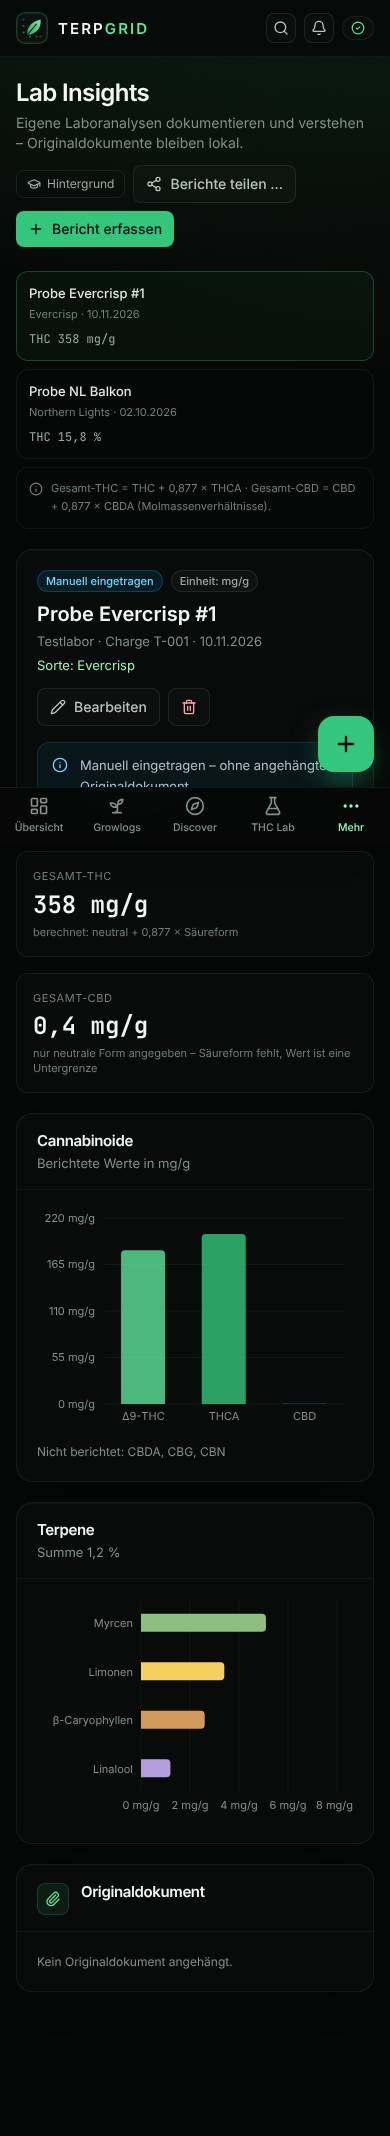 TERPGRID
Lab Insights
Eigene Laboranalysen dokumentieren und verstehen
– Originaldokumente bleiben lokal.
Hintergrund
Berichte teilen ...
Bericht erfassen
Probe Evercrisp #1
Evercrisp · 10.11.2026
THC 358 mg/g
Probe NL Balkon
Northern Lights · 02.10.2026
THC 15,8 %
Gesamt-THC = THC + 0,877 × THCA · Gesamt-CBD = CBD
+ 0,877 × CBDA (Molmassenverhältnisse).
Manuell eingetragen
Einheit: mg/g
Probe Evercrisp #1
Testlabor · Charge T-001 · 10.11.2026
Sorte: Evercrisp
Bearbeiten
Manuell eingetragen – ohne angehängte
Originaldokument
Übersicht
Growlogs
Discover
THC Lab
Mehr
GESAMT-THC
358 mg/g
berechnet: neutral + 0,877 × Säureform
GESAMT-CBD
0,4 mg/g
nur neutrale Form angegeben – Säureform fehlt, Wert ist eine
Untergrenze
Cannabinoide
Berichtete Werte in mg/g
220 mg/g
165 mg/g
110 mg/g
55 mg/g
0 mg/g
Δ9-THC
THCA
CBD
Nicht berichtet: CBDA, CBG, CBN
Terpene
Summe 1,2 %
Myrcen
Limonen
β-Caryophyllen
Linalool
0 mg/g
2 mg/g
4 mg/g
6 mg/g
8 mg/g
Originaldokument
Kein Originaldokument angehängt.